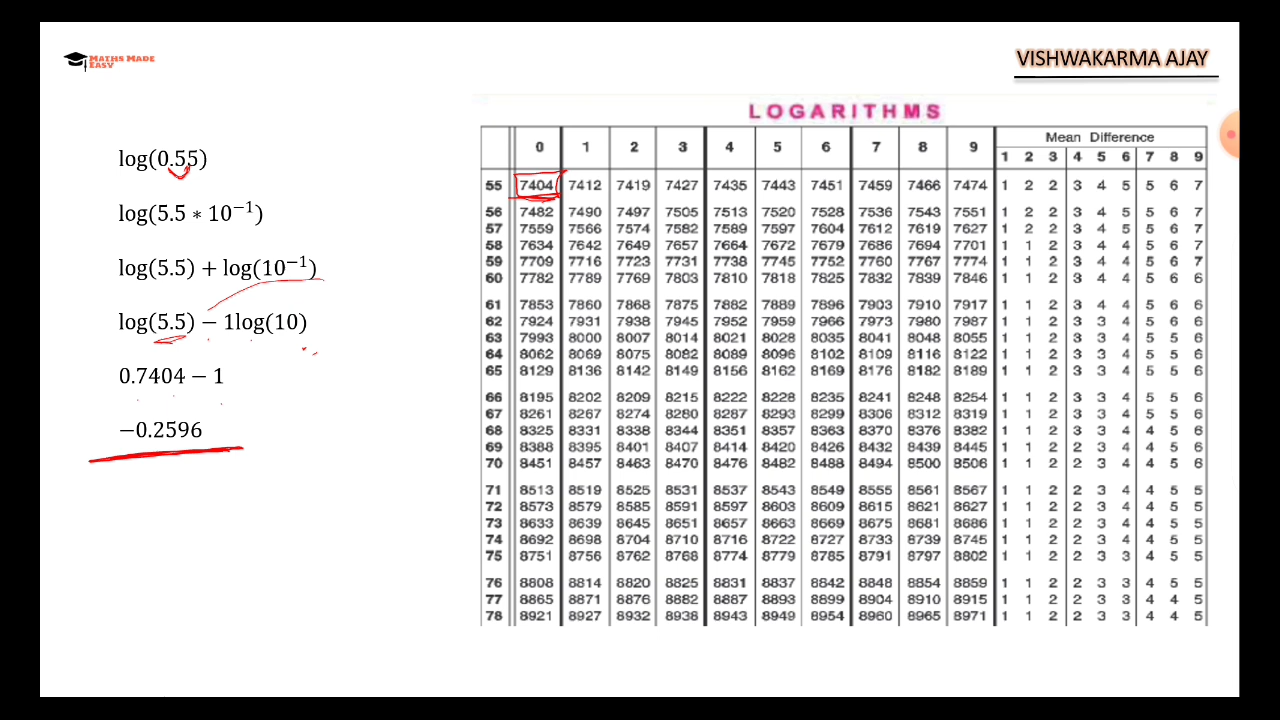 MATHS MADE
EASY
VISHWAKARMA AJAY
log(0.55)
log(5.5 ∗ 10⁻¹)
log(5.5) + log(10⁻¹)
log(5.5) − 1log(10)
0.7404 − 1
−0.2596
LOGARITHMS
0 1 2 3 4 5 6 7 8 9 Mean Difference
1 2 3 4 5 6 7 8 9
55 7404 7412 7419 7427 7435 7443 7451 7459 7466 7474 1 2 2 3 4 5 5 6 7
56 7482 7490 7497 7505 7513 7520 7528 7536 7543 7551 1 2 2 3 4 5 5 6 7
57 7559 7566 7574 7582 7589 7597 7604 7612 7619 7627 1 2 2 3 4 5 5 6 7
58 7634 7642 7649 7657 7664 7672 7679 7686 7694 7701 1 1 2 3 4 4 5 6 7
59 7709 7716 7723 7731 7738 7745 7752 7760 7767 7774 1 1 2 3 4 4 5 6 7
60 7782 7789 7769 7803 7810 7818 7825 7832 7839 7846 1 1 2 3 4 4 5 6 6
61 7853 7860 7868 7875 7882 7889 7896 7903 7910 7917 1 1 2 3 4 4 5 6 6
62 7924 7931 7938 7945 7952 7959 7966 7973 7980 7987 1 1 2 3 3 4 5 6 6
63 7993 8000 8007 8014 8021 8028 8035 8041 8048 8055 1 1 2 3 3 4 5 5 6
64 8062 8069 8075 8082 8089 8096 8102 8109 8116 8122 1 1 2 3 3 4 5 5 6
65 8129 8136 8142 8149 8156 8162 8169 8176 8182 8189 1 1 2 3 3 4 5 5 6
66 8195 8202 8209 8215 8222 8228 8235 8241 8248 8254 1 1 2 3 3 4 5 5 6
67 8261 8267 8274 8280 8287 8293 8299 8306 8312 8319 1 1 2 3 3 4 5 5 6
68 8325 8331 8338 8344 8351 8357 8363 8370 8376 8382 1 1 2 3 3 4 4 5 6
69 8388 8395 8401 8407 8414 8420 8426 8432 8439 8445 1 1 2 2 3 4 4 5 6
70 8451 8457 8463 8470 8476 8482 8488 8494 8500 8506 1 1 2 2 3 4 4 5 6
71 8513 8519 8525 8531 8537 8543 8549 8555 8561 8567 1 1 2 2 3 4 4 5 5
72 8573 8579 8585 8591 8597 8603 8609 8615 8621 8627 1 1 2 2 3 4 4 5 5
73 8633 8639 8645 8651 8657 8663 8669 8675 8681 8686 1 1 2 2 3 4 4 5 5
74 8692 8698 8704 8710 8716 8722 8727 8733 8739 8745 1 1 2 2 3 4 4 5 5
75 8751 8756 8762 8768 8774 8779 8785 8791 8797 8802 1 1 2 2 3 3 4 5 5
76 8808 8814 8820 8825 8831 8837 8842 8848 8854 8859 1 1 2 2 3 3 4 5 5
77 8865 8871 8876 8882 8887 8893 8899 8904 8910 8915 1 1 2 2 3 3 4 4 5
78 8921 8927 8932 8938 8943 8949 8954 8960 8965 8971 1 1 2 2 3 3 4 4 5